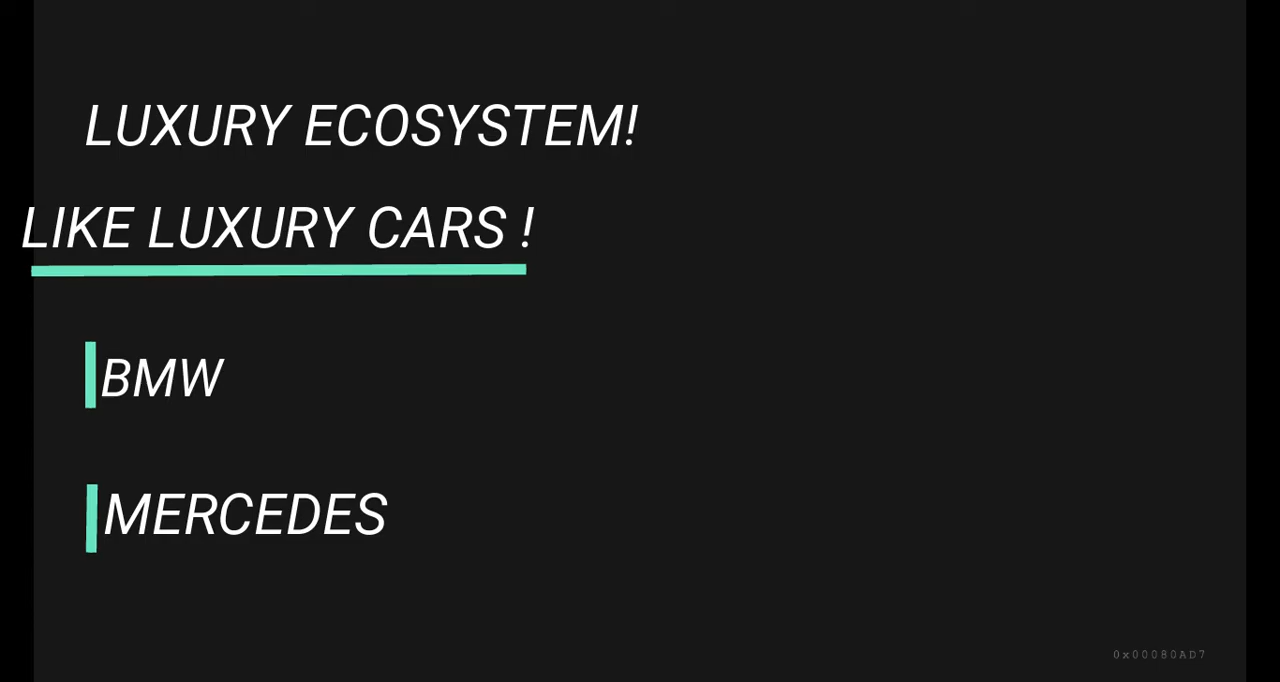 LUXURY ECOSYSTEM!
LIKE LUXURY CARS !
BMW
MERCEDES
0x00080AD7